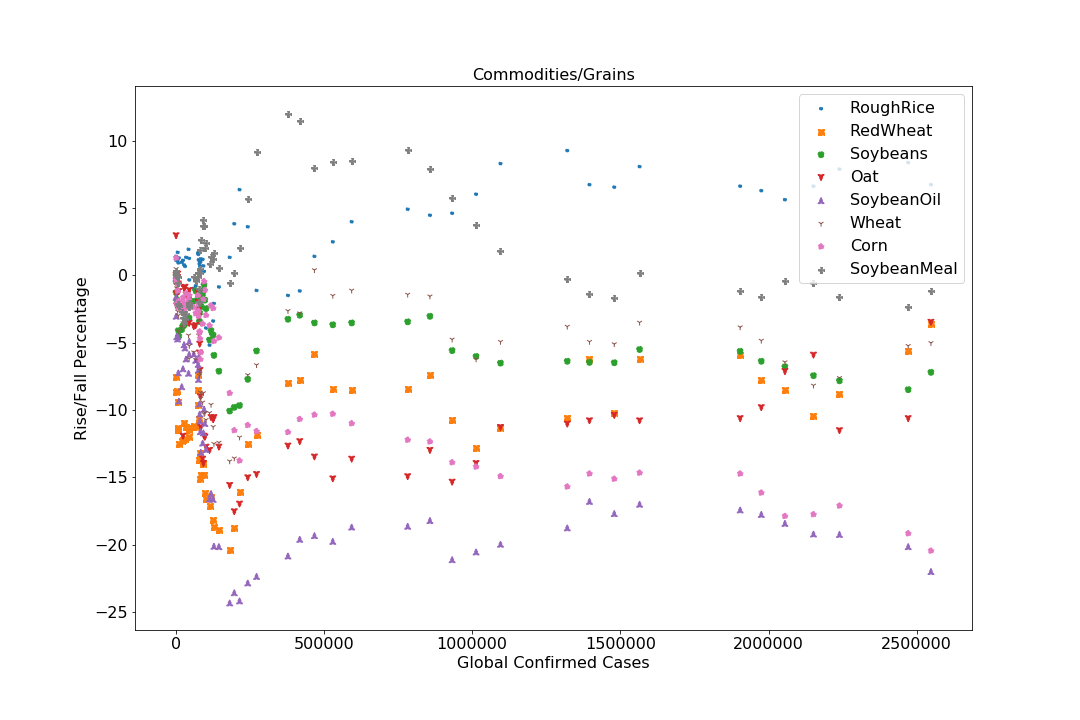 Commodities/Grains
RoughRice
RedWheat
Soybeans
Oat
SoybeanOil
Wheat
Corn
SoybeanMeal
Rise/Fall Percentage
10
5
0
−5
−10
−15
−20
−25
0
500000
1000000
1500000
2000000
2500000
Global Confirmed Cases